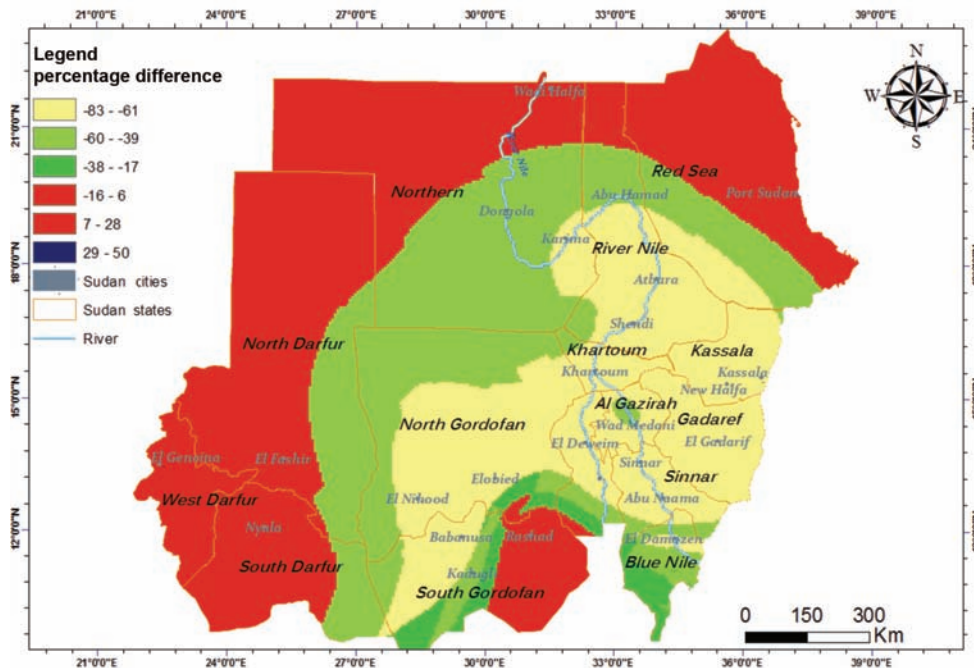 21°0'0"E 24°0'0"E 27°0'0"E 30°0'0"E 33°0'0"E 36°0'0"E 39°0'0"E
Legend
percentage difference
-83 - -61
-60 - -39
-38 - -17
-16 - 6
7 - 28
29 - 50
Sudan cities
Sudan states
River
N
W
E
S
21°0'0"N
18°0'0"N
15°0'0"N
12°0'0"N
Wadi Halfa
Nile
Red Sea
Northern
Port Sudan
Abu Hamad
Dongola
Karima
River Nile
Atbara
Shendi
North Darfur
Khartoum
Kassala
Khartoum
Kassala
New Halfa
Al Gazirah
North Gordofan
Gadaref
Wad Medani
El Deweim
El Gadarif
El Genoina
El Fashir
Sinnar
Elobied
Sinnar
West Darfur
El Nihood
Abu Naama
Nyala
Babanusa
Rashad
El Damazen
South Darfur
Kadugli
Blue Nile
South Gordofan
0 150 300
Km
21°0'0"E 24°0'0"E 27°0'0"E 30°0'0"E 33°0'0"E 36°0'0"E 39°0'0"E